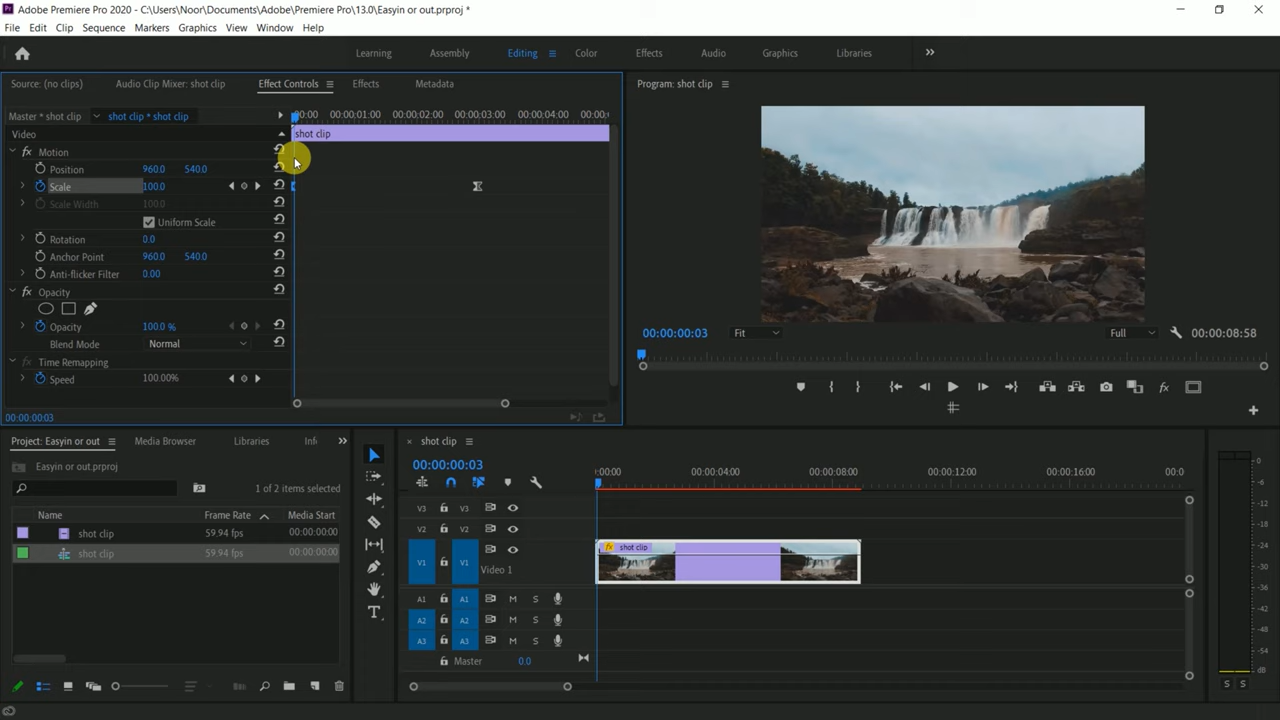 Adobe Premiere Pro 2020 - C:\Users\Noor\Documents\Adobe\Premiere Pro\13.0\Easyin or out.prproj *
File Edit Clip Sequence Markers Graphics View Window Help
Learning Assembly Editing Color Effects Audio Graphics Libraries
Source: (no clips) Audio Clip Mixer: shot clip Effect Controls Effects Metadata
Program: shot clip
Master * shot clip shot clip * shot clip
:00:00 00:00:01:00 00:00:02:00 00:00:03:00 00:00:04:00 00:00:
Video
shot clip
fx Motion
Position 960.0 540.0
Scale 100.0
Scale Width 100.0
Uniform Scale
Rotation 0.0
Anchor Point 960.0 540.0
Anti-flicker Filter 0.00
fx Opacity
Opacity 100.0 %
Blend Mode Normal
fx Time Remapping
Speed 100.00%
00:00:00:03
00:00:00:03 Fit Full 00:00:08:58
Project: Easyin or out Media Browser Libraries Inf
Easyin or out.prproj
1 of 2 items selected
Name Frame Rate Media Start
shot clip 59.94 fps 00:00:00:00
shot clip 59.94 fps 00:00:00:00
shot clip
00:00:00:03
:00:00 00:00:04:00 00:00:08:00 00:00:12:00 00:00:16:00 00:0
V3 V3
V2 V2
V1 V1 Video 1
fx shot clip
A1 A1 M S
A2 A2 M S
A3 A3 M S
Master 0.0
0
-6
-12
-18
-24
-30
-36
-42
-48
-54
dB
S S